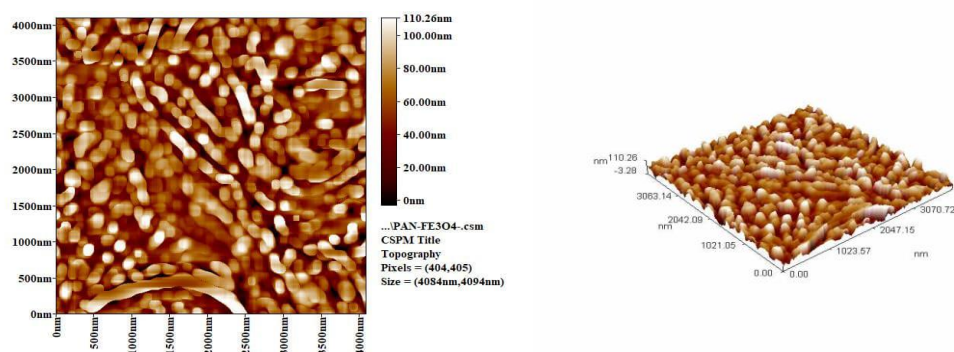 4000nm
3500nm
3000nm
2500nm
2000nm
1500nm
1000nm
500nm
0nm
0nm
500nm
1000nm
1500nm
2000nm
2500nm
3000nm
3500nm
4000nm
110.26nm
100.00nm
80.00nm
60.00nm
40.00nm
20.00nm
0nm
...\PAN-FE3O4-.csm
CSPM Title
Topography
Pixels = (404,405)
Size = (4084nm,4094nm)
nm 110.26
-3.28
3063.14
2042.09
nm
1021.05
0.00
0.00
1023.57
2047.15
nm
3070.72